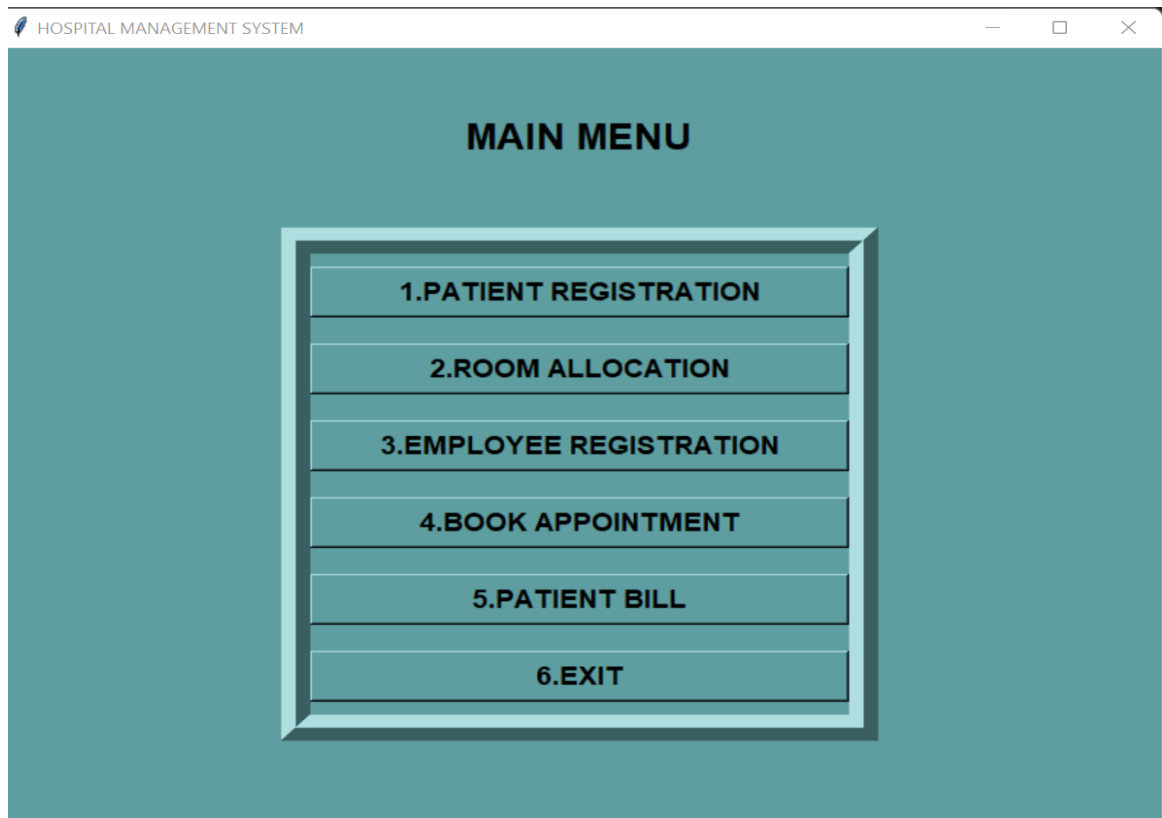 HOSPITAL MANAGEMENT SYSTEM
MAIN MENU
1.PATIENT REGISTRATION
2.ROOM ALLOCATION
3.EMPLOYEE REGISTRATION
4.BOOK APPOINTMENT
5.PATIENT BILL
6.EXIT